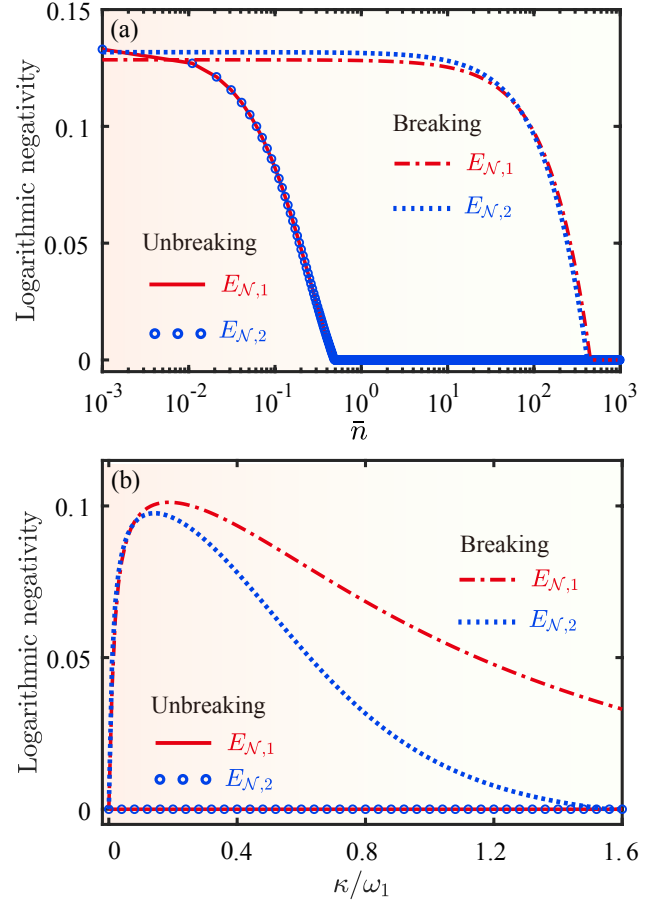 (a)
Logarithmic negativity
0.15
0.1
0.05
0
Breaking
E𝒩,1
E𝒩,2
Unbreaking
E𝒩,1
E𝒩,2
10⁻³ 10⁻² 10⁻¹ 10⁰ 10¹ 10² 10³
n̄
(b)
Logarithmic negativity
0.1
0.05
0
Breaking
E𝒩,1
E𝒩,2
Unbreaking
E𝒩,1
E𝒩,2
0 0.4 0.8 1.2 1.6
κ/ω₁